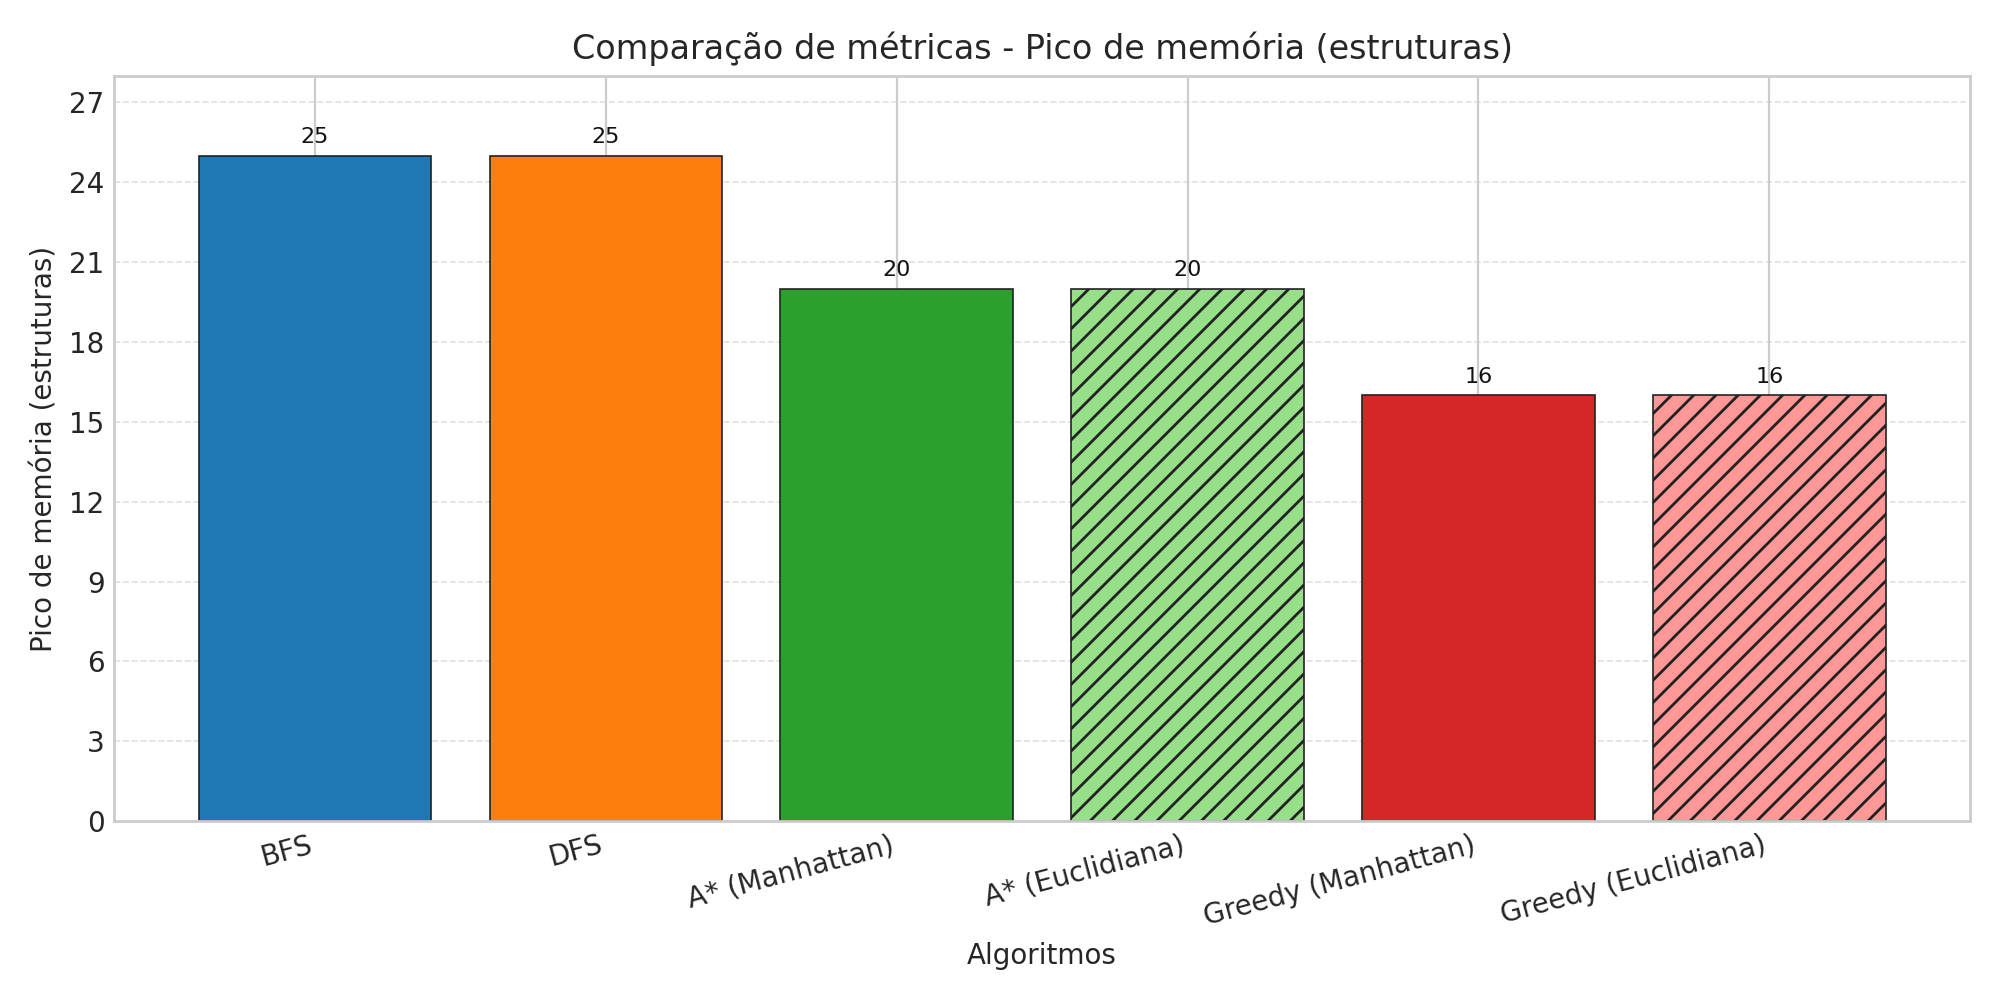 Comparação de métricas - Pico de memória (estruturas)
Pico de memória (estruturas)
27
24
21
18
15
12
9
6
3
0
25
25
20
20
16
16
BFS
DFS
A* (Manhattan)
A* (Euclidiana)
Greedy (Manhattan)
Greedy (Euclidiana)
Algoritmos